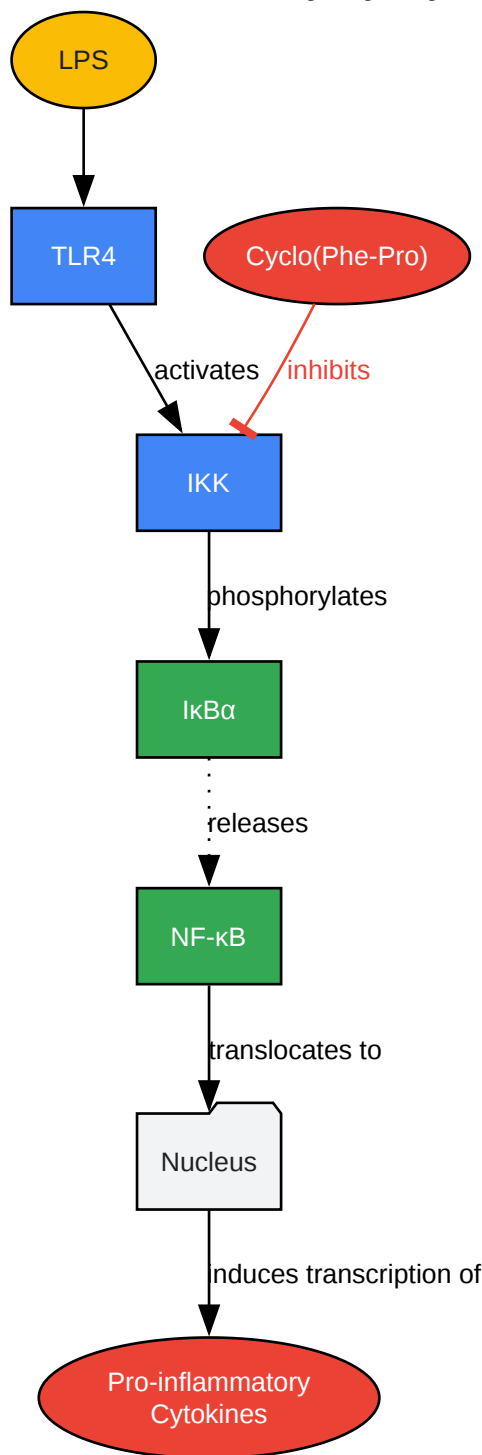 LPS
TLR4
Cyclo(Phe-Pro)
activates
inhibits
IKK
phosphorylates
IκBα
releases
NF-κB
translocates to
Nucleus
induces transcription of
Pro-inflammatory
Cytokines